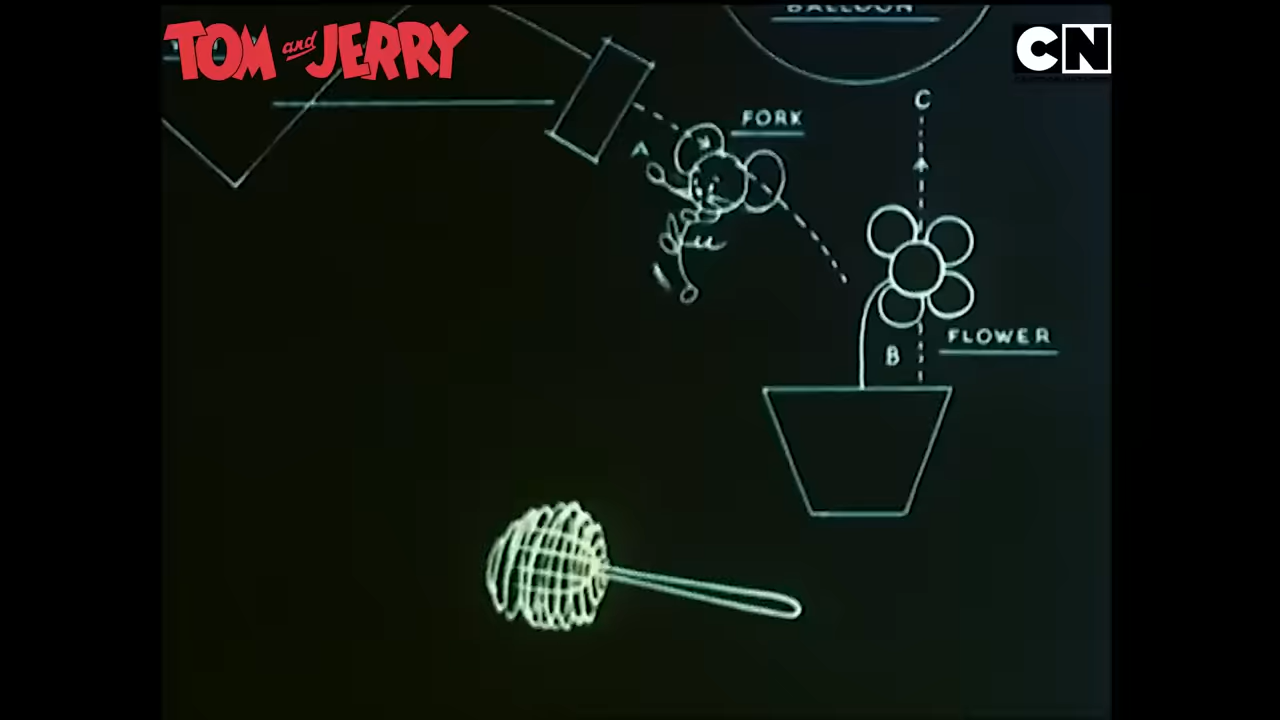 TOM and JERRY
BALLOON
CN
C
FORK
A
FLOWER
B